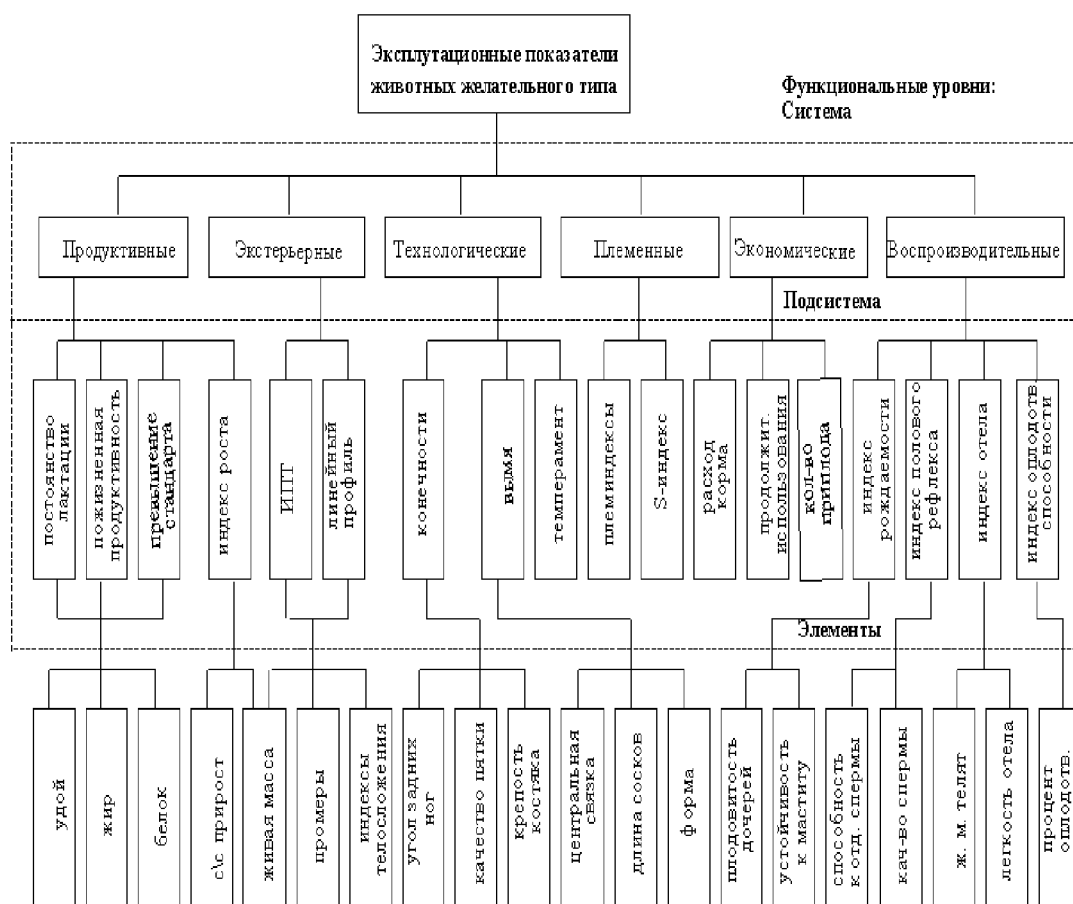 Эксплутационные показатели
животных желательного типа
Функциональные уровни:
Система
Продуктивные
Экстерьерные
Технологические
Племенные
Экономические
Воспроизводительные
Подсистема
постоянство
лактации
пожизненная
продуктивность
превышение
стандарта
индекс роста
ИПТ
линейный
профиль
конечности
вымя
темперамент
племиндексы
S-индекс
расход
корма
продолжит.
использования
кол-во
приплода
индекс
рождаемости
индекс полового
рефлекса
индекс отела
индекс оплодотв.
способности
Элементы
удой
жир
белок
с\с прирост
живая масса
промеры
индексы
телосложения
угол задних
ног
качество пятки
крепость
костяка
центральная
связка
длина сосков
форма
плодовитость
дочерей
устойчивость
к маститу
способность
к отд. спермы
кач-во спермы
ж. м. телят
легкость отела
процент
оплодотв.